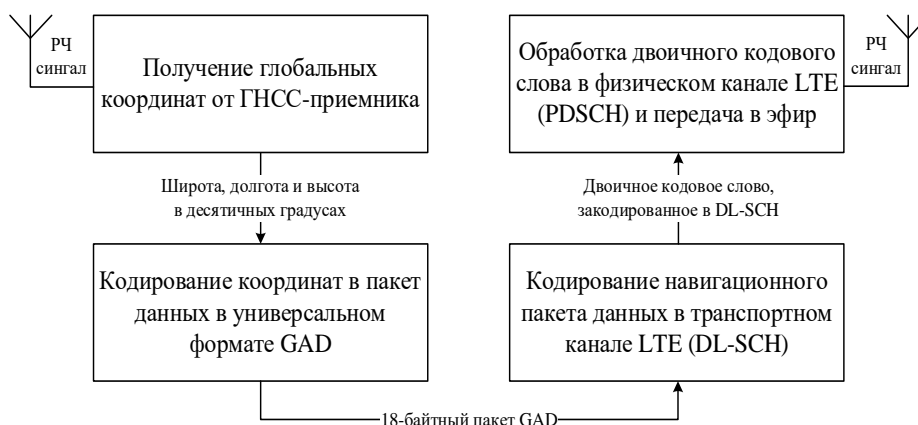 РЧ
сингал
Получение глобальных
координат от ГНСС-приемника
Широта, долгота и высота
в десятичных градусах
Кодирование координат в пакет
данных в универсальном
формате GAD
18-байтный пакет GAD
Кодирование навигационного
пакета данных в транспортном
канале LTE (DL-SCH)
Двоичное кодовое слово,
закодированное в DL-SCH
Обработка двоичного кодового
слова в физическом канале LTE
(PDSCH) и передача в эфир
РЧ
сингал